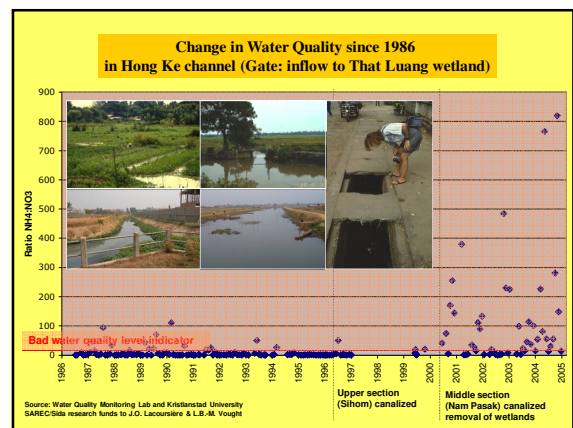 Change in Water Quality since 1986
in Hong Ke channel (Gate: inflow to That Luang wetland)
900
800
700
600
500
400
300
200
100
0
Ratio NH4:NO3
Bad water quality level indicator
1986
1987
1988
1989
1990
1991
1992
1993
1994
1995
1996
1997
1998
1999
2000
2001
2002
2003
2004
2005
Source: Water Quality Monitoring Lab and Kristianstad University
SAREC/Sida research funds to J.O. Lacoursière & L.B.-M. Vought
Upper section
(Sihom) canalized
Middle section
(Nam Pasak) canalized
removal of wetlands